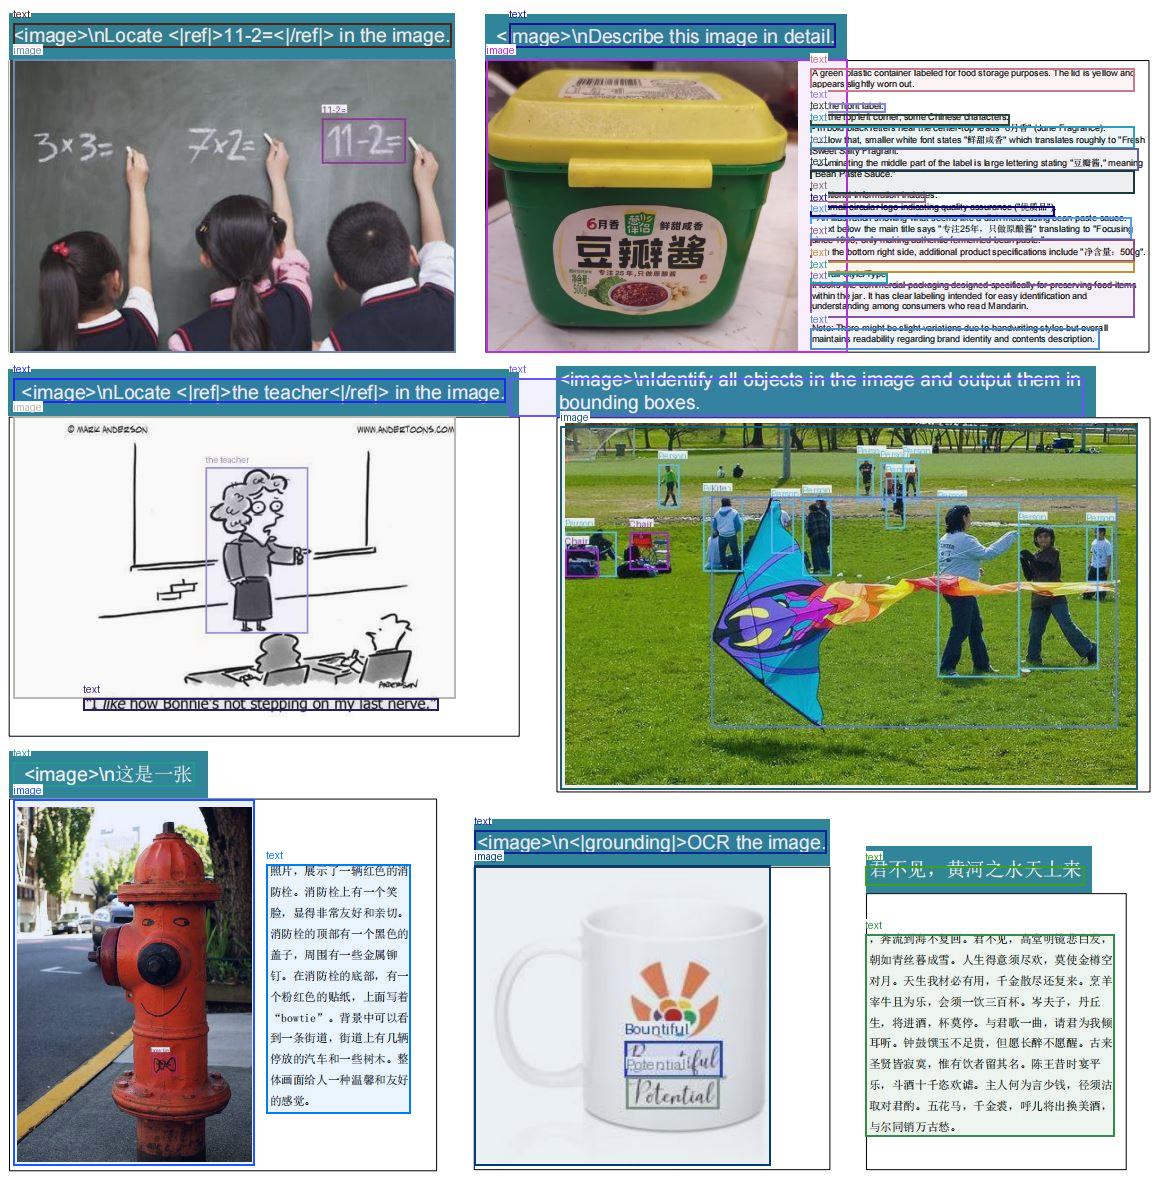 text
<image>\nLocate <|ref|>11-2=<|/ref|> in the image.
image
3×3=
7×2=
11-2=
11-2=
text
<image>\nDescribe this image in detail.
image
6月香
葱伴侣
鲜甜咸香
豆瓣酱
专注25年,只做原酿酱
净含量:
500g
text
A green plastic container labeled for food storage purposes. The lid is yellow and
appears slightly worn out.
text
text
the front label:
text
the top left corner, some Chinese characters.
text
In bold black letters near the center-top reads "6月香" (June Fragrance).
text
low that, smaller white font states "鲜甜咸香" which translates roughly to "Fresh
Sweet Salty Fragrant.
text
minating the middle part of the label is large lettering stating "豆瓣酱," meaning
"Bean Paste Sauce."
text
tional information includes:
text
mall circular logo indicating quality assurance ("优质品")
text
An illustration showing what seems like a dish made using bean paste sauce.
text
xt below the main title says "专注25年，只做原酿酱" translating to "Focusing
since 1998, only making authentic fermented bean paste."
text
the bottom right side, additional product specifications include "净含量：500g".
text
text
It looks like commercial packaging designed specifically for preserving food items
within the jar. It has clear labeling intended for easy identification and
understanding among consumers who read Mandarin.
text
Note: There might be slight variations due to handwriting styles but overall
maintains readability regarding brand identity and contents description.
text
<image>\nLocate <|ref|>the teacher<|/ref|> in the image.
image
© MARK ANDERSON
WWW.ANDERTOONS.COM
the teacher
ANDERSON
text
"I like how Bonnie's not stepping on my last nerve."
text
<image>\nIdentify all objects in the image and output them in
bounding boxes.
image
Person
Person
Person
Person
Kite
Person
Person
Person
Person
Person
Person
Chair
Chair
text
<image>\n这是一张
image
text
照片，展示了一辆红色的消
防栓。消防栓上有一个笑
脸，显得非常友好和亲切。
消防栓的顶部有一个黑色的
盖子，周围有一些金属铆
钉。在消防栓的底部，有一
个粉红色的贴纸，上面写着
“bowtie”。背景中可以看
到一条街道，街道上有几辆
停放的汽车和一些树木。整
体画面给人一种温馨和友好
的感觉。
text
<image>\n<|grounding|>OCR the image.
image
Bountiful
Potential
Potential
text
君不见，黄河之水天上来
text
，奔流到海不复回。君不见，高堂明镜悲白发，
朝如青丝暮成雪。人生得意须尽欢，莫使金樽空
对月。天生我材必有用，千金散尽还复来。烹羊
宰牛且为乐，会须一饮三百杯。岑夫子，丹丘
生，将进酒，杯莫停。与君歌一曲，请君为我倾
耳听。钟鼓馔玉不足贵，但愿长醉不愿醒。古来
圣贤皆寂寞，惟有饮者留其名。陈王昔时宴平
乐，斗酒十千恣欢谑。主人何为言少钱，径须沽
取对君酌。五花马，千金裘，呼儿将出换美酒，
与尔同销万古愁。